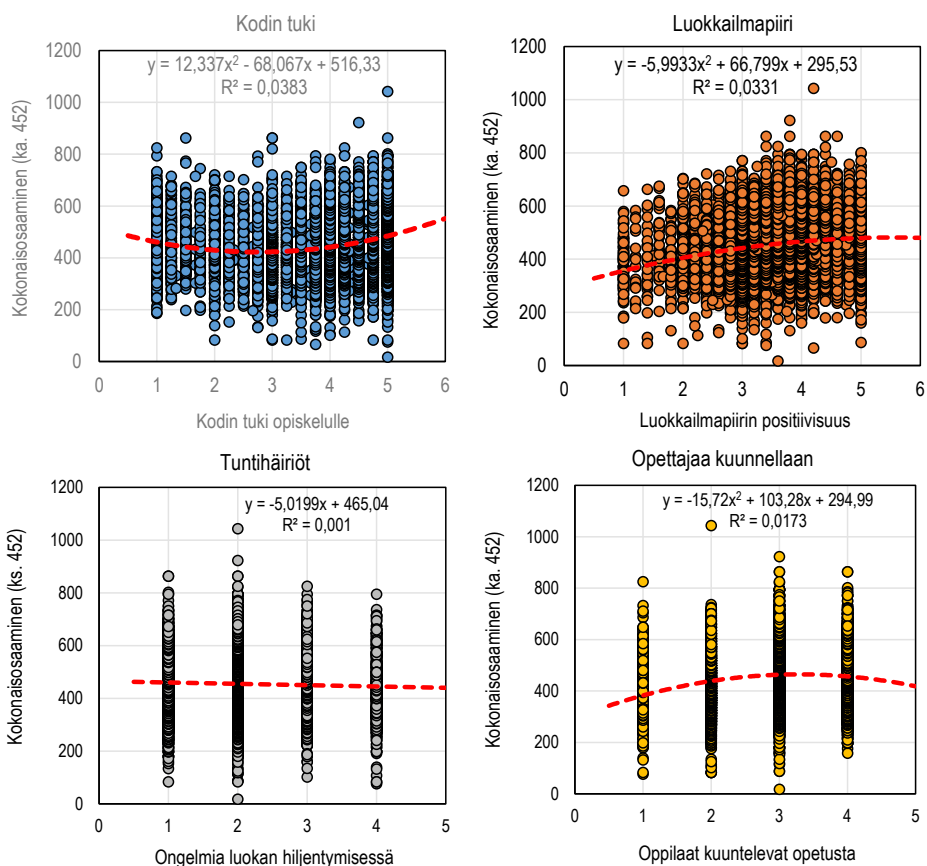 Kodin tuki
y = 12,337x² - 68,067x + 516,33
R² = 0,0383
Kokonaisosaaminen (ka. 452)
1200
1000
800
600
400
200
0
0 1 2 3 4 5 6
Kodin tuki opiskelulle
Luokkailmapiiri
y = -5,9933x² + 66,799x + 295,53
R² = 0,0331
Kokonaisosaaminen (ka. 452)
1200
1000
800
600
400
200
0
0 1 2 3 4 5 6
Luokkailmapiirin positiivisuus
Tuntihäiriöt
y = -5,0199x + 465,04
R² = 0,001
Kokonaisosaaminen (ks. 452)
1200
1000
800
600
400
200
0
0 1 2 3 4 5
Ongelmia luokan hiljentymisessä
Opettajaa kuunnellaan
y = -15,72x² + 103,28x + 294,99
R² = 0,0173
Kokonaisosaaminen (ka. 452)
1200
1000
800
600
400
200
0
0 1 2 3 4 5
Oppilaat kuuntelevat opetusta